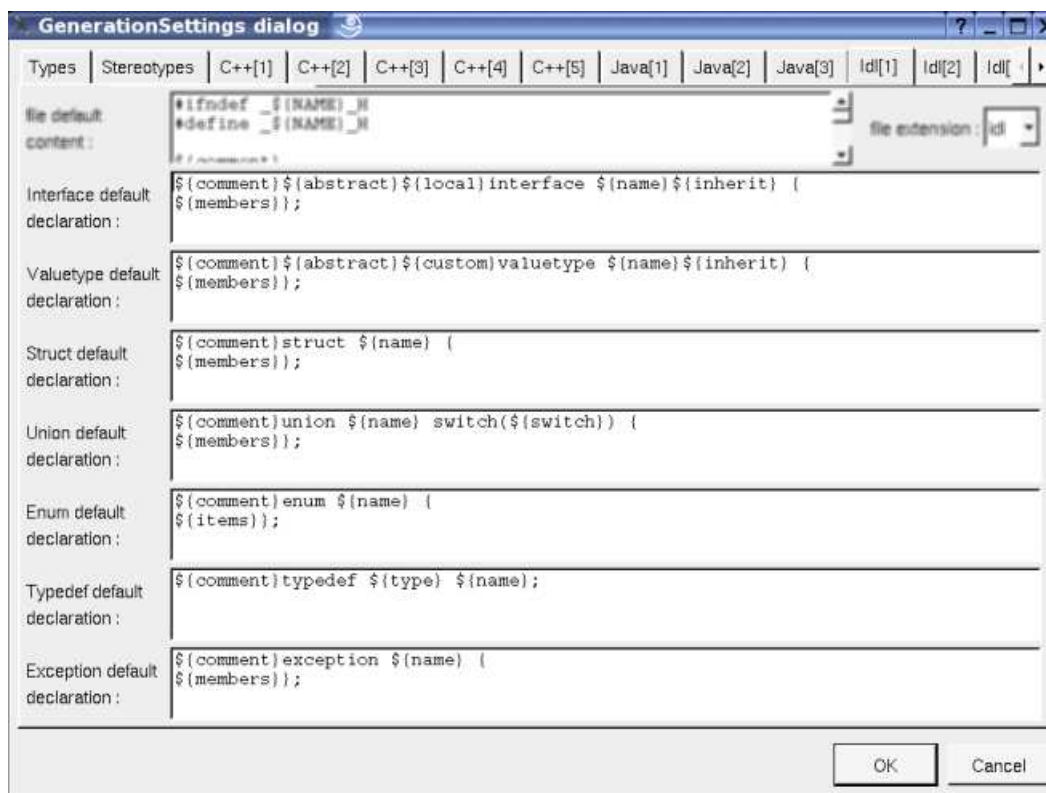 GenerationSettings dialog
Types Stereotypes C++[1] C++[2] C++[3] C++[4] C++[5] Java[1] Java[2] Java[3] Idl[1] Idl[2] Idl[
file default
content :
#ifndef _${NAME}_H
#define _${NAME}_H
${comment}
file extension : idl
Interface default
declaration :
${comment}${abstract}${local}interface ${name}${inherit} {
${members}};
Valuetype default
declaration :
${comment}${abstract}${custom}valuetype ${name}${inherit} {
${members}};
Struct default
declaration :
${comment}struct ${name} {
${members}};
Union default
declaration :
${comment}union ${name} switch(${switch}) {
${members}};
Enum default
declaration :
${comment}enum ${name} {
${items}};
Typedef default
declaration :
${comment}typedef ${type} ${name};
Exception default
declaration :
${comment}exception ${name} {
${members}};
OK Cancel